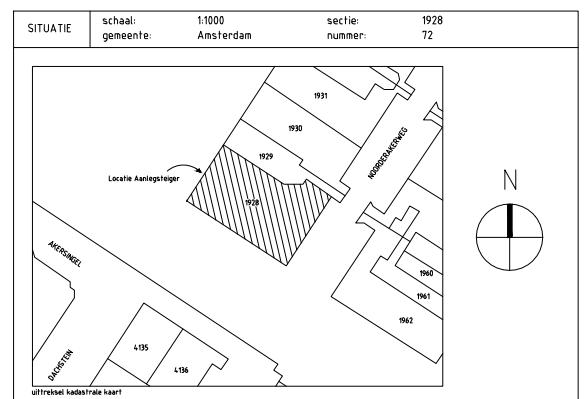 SITUATIE
schaal: 1:1000 sectie: 1928
gemeente: Amsterdam nummer: 72
1931
1930
1929
NOORDERAKERWEG
Locatie Aanlegsteiger
1928
N
AKERSINGEL
1960
1961
1962
4135
4136
DACHSTEIN
uittreksel kadastrale kaart